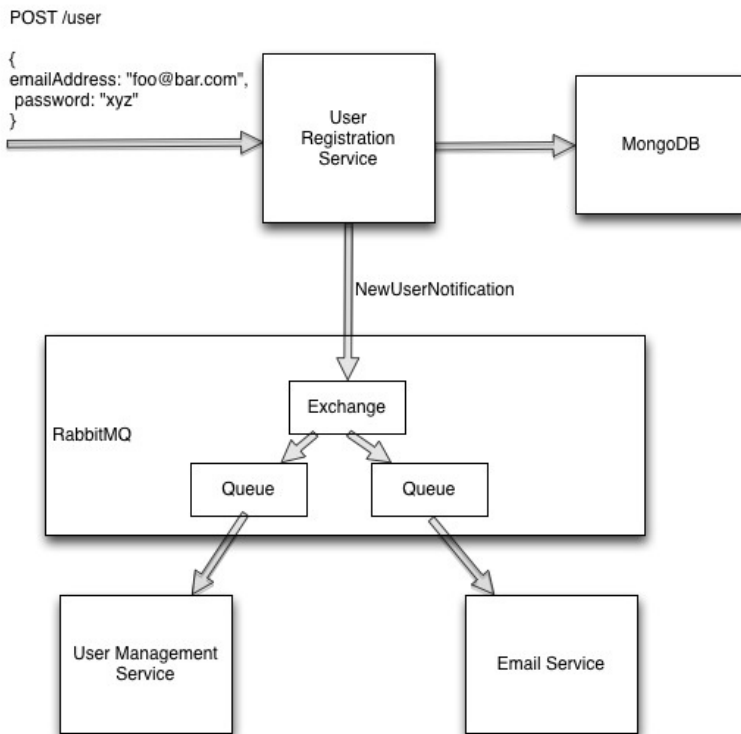 POST /user
{
emailAddress: "foo@bar.com",
password: "xyz"
}
User
Registration
Service
MongoDB
NewUserNotification
Exchange
RabbitMQ
Queue
Queue
User Management
Service
Email Service